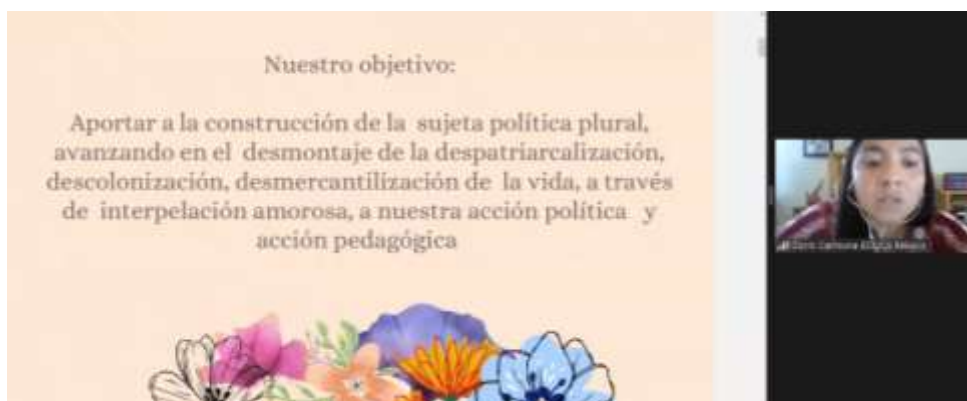 Nuestro objetivo:
Aportar a la construcción de la sujeta política plural,
avanzando en el desmontaje de la despatriarcalización,
descolonización, desmercantilización de la vida, a través
de interpelación amorosa, a nuestra acción política y
acción pedagógica